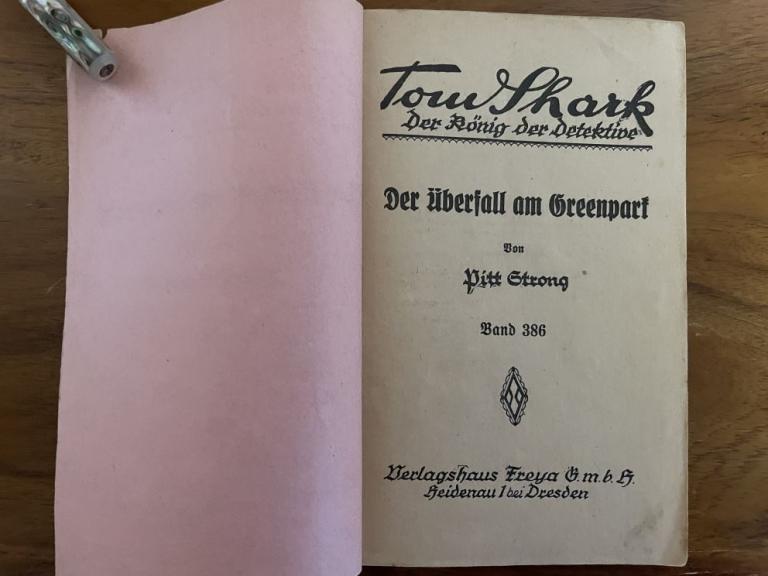 Tom Shark
Der König der Detektive
Der Überfall am Greenpark
Von
Pitt Strong
Band 386
Verlagshaus Freya G.m.b.H.
Heidenau 1 bei Dresden